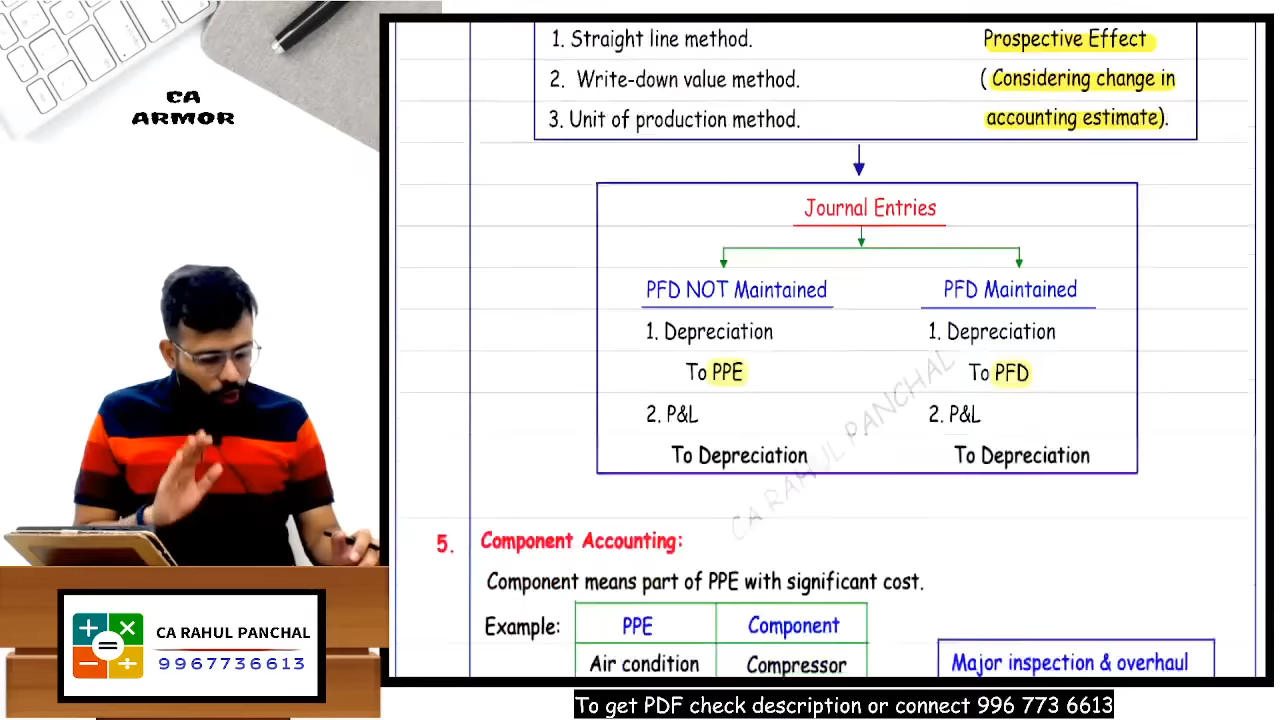 CA
ARMOR
1. Straight line method.
Prospective Effect
2. Write-down value method.
( Considering change in
3. Unit of production method.
accounting estimate).
Journal Entries
PFD NOT Maintained
PFD Maintained
1. Depreciation
1. Depreciation
To PPE
To PFD
2. P&L
2. P&L
To Depreciation
To Depreciation
CA RAHUL PANCHAL
5. Component Accounting:
Component means part of PPE with significant cost.
Example:
PPE
Component
Air condition
Compressor
Major inspection & overhaul
CA RAHUL PANCHAL
9967736613
To get PDF check description or connect 996 773 6613